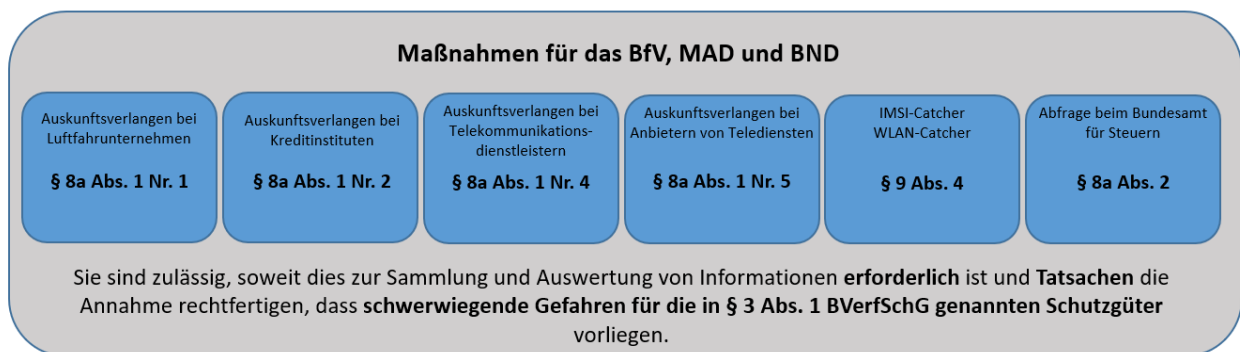 Maßnahmen für das BfV, MAD und BND
Auskunftsverlangen bei
Luftfahrunternehmen
§ 8a Abs. 1 Nr. 1
Auskunftsverlangen bei
Kreditinstituten
§ 8a Abs. 1 Nr. 2
Auskunftsverlangen bei
Telekommunikations-
dienstleistern
§ 8a Abs. 1 Nr. 4
Auskunftsverlangen bei
Anbietern von Telediensten
§ 8a Abs. 1 Nr. 5
IMSI-Catcher
WLAN-Catcher
§ 9 Abs. 4
Abfrage beim Bundesamt
für Steuern
§ 8a Abs. 2
Sie sind zulässig, soweit dies zur Sammlung und Auswertung von Informationen erforderlich ist und Tatsachen die
Annahme rechtfertigen, dass schwerwiegende Gefahren für die in § 3 Abs. 1 BVerfSchG genannten Schutzgüter
vorliegen.